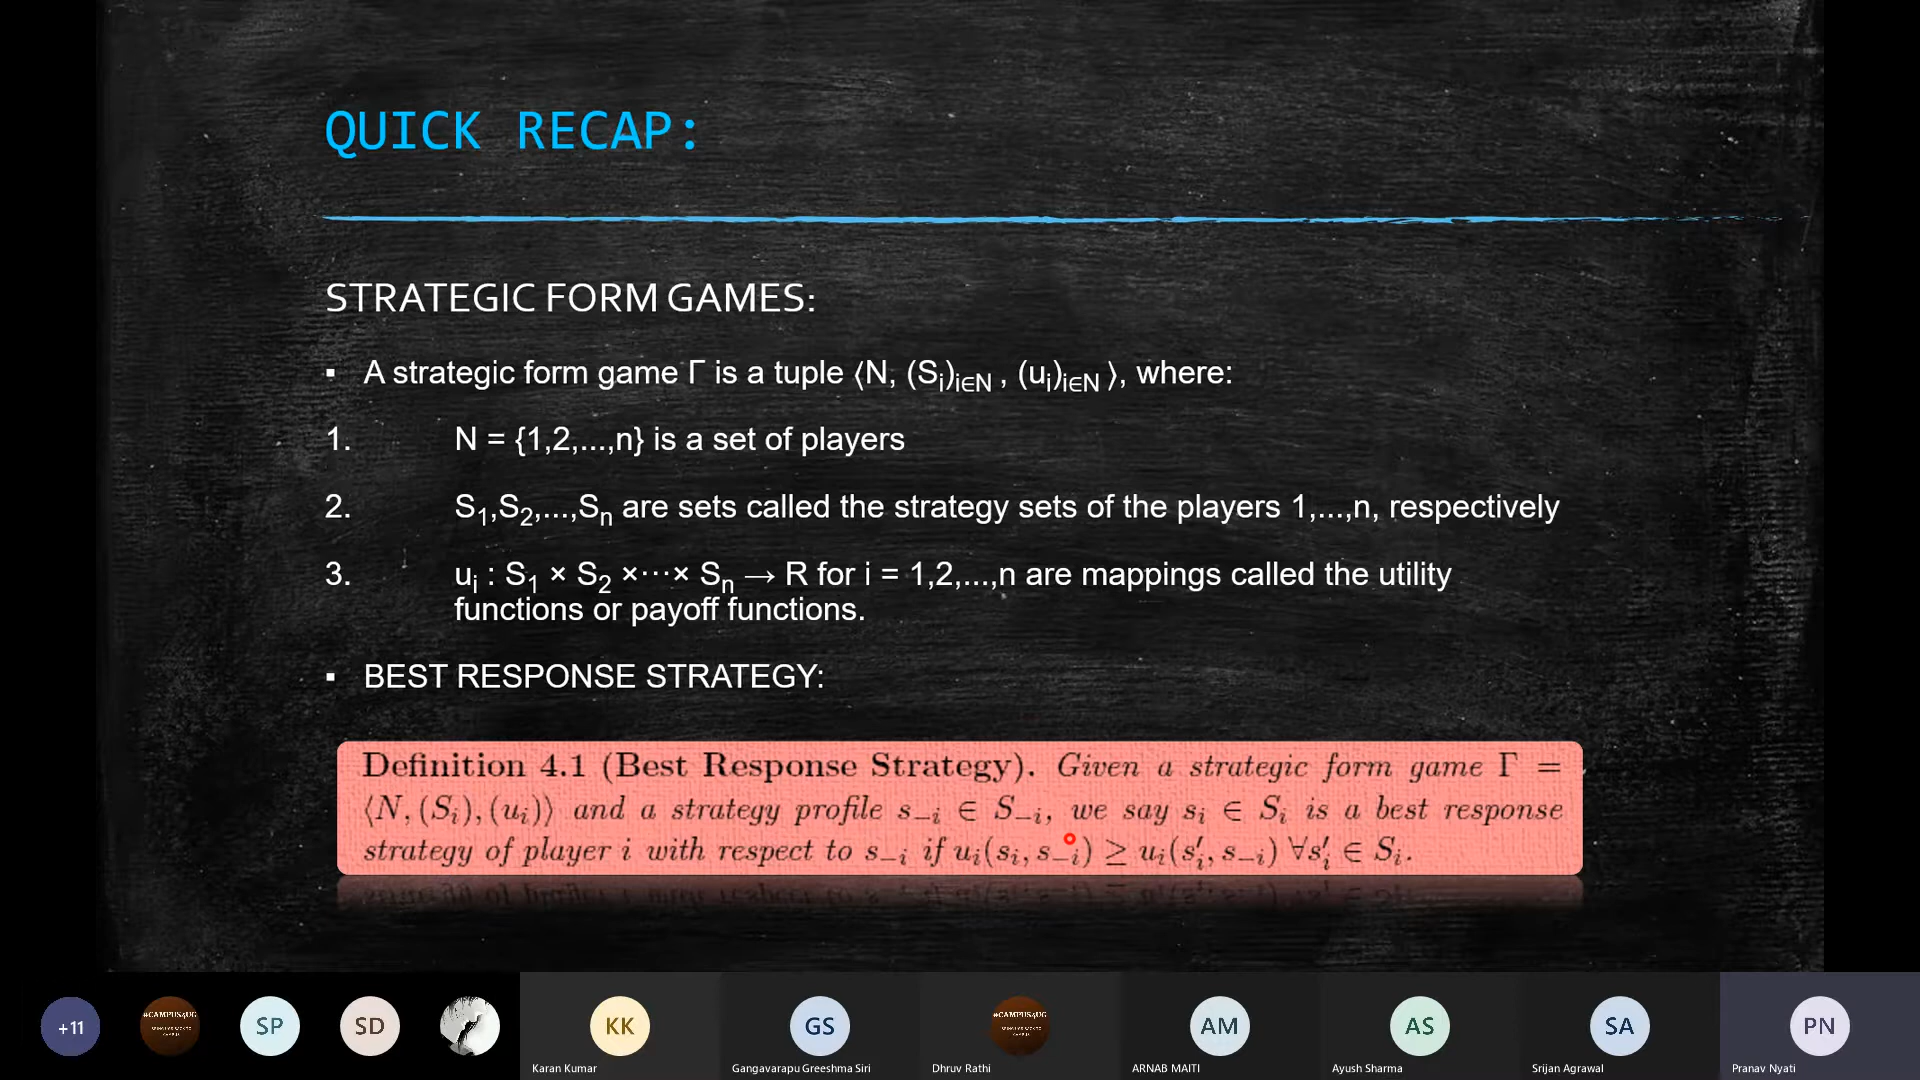 QUICK RECAP:
STRATEGIC FORM GAMES:
▪ A strategic form game Γ is a tuple ⟨N, (Sᵢ)ᵢ∈N , (uᵢ)ᵢ∈N ⟩, where:
1. N = {1,2,...,n} is a set of players
2. S₁,S₂,...,Sₙ are sets called the strategy sets of the players 1,...,n, respectively
3. uᵢ : S₁ × S₂ ×···× Sₙ → R for i = 1,2,...,n are mappings called the utility
functions or payoff functions.
▪ BEST RESPONSE STRATEGY:
Definition 4.1 (Best Response Strategy). Given a strategic form game Γ =
⟨N, (Sᵢ), (uᵢ)⟩ and a strategy profile s₋ᵢ ∈ S₋ᵢ, we say sᵢ ∈ Sᵢ is a best response
strategy of player i with respect to s₋ᵢ if uᵢ(sᵢ, s₋ᵢ) ≥ uᵢ(s′ᵢ, s₋ᵢ) ∀s′ᵢ ∈ Sᵢ.
+11
#CAMPUS4UG
SP
SD
KK
GS
#CAMPUS4UG
AM
AS
SA
PN
Karan Kumar
Gangavarapu Greeshma Siri
Dhruv Rathi
ARNAB MAITI
Ayush Sharma
Srijan Agrawal
Pranav Nyati